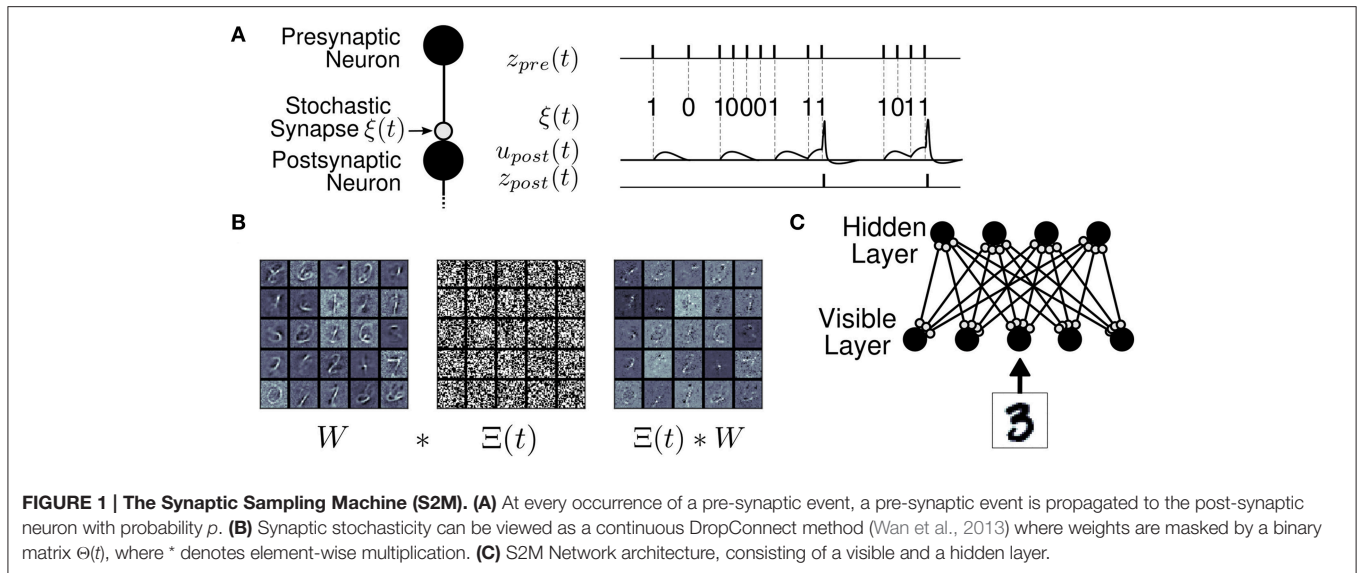 A
Presynaptic
Neuron
Stochastic
Synapse ξ(t)
Postsynaptic
Neuron
z_pre(t)
1 0 100001 11 1011
ξ(t)
u_post(t)
z_post(t)
B
W * Ξ(t) Ξ(t) * W
C
Hidden
Layer
Visible
Layer
3
FIGURE 1 | The Synaptic Sampling Machine (S2M). (A) At every occurrence of a pre-synaptic event, a pre-synaptic event is propagated to the post-synaptic
neuron with probability p. (B) Synaptic stochasticity can be viewed as a continuous DropConnect method (Wan et al., 2013) where weights are masked by a binary
matrix Θ(t), where * denotes element-wise multiplication. (C) S2M Network architecture, consisting of a visible and a hidden layer.